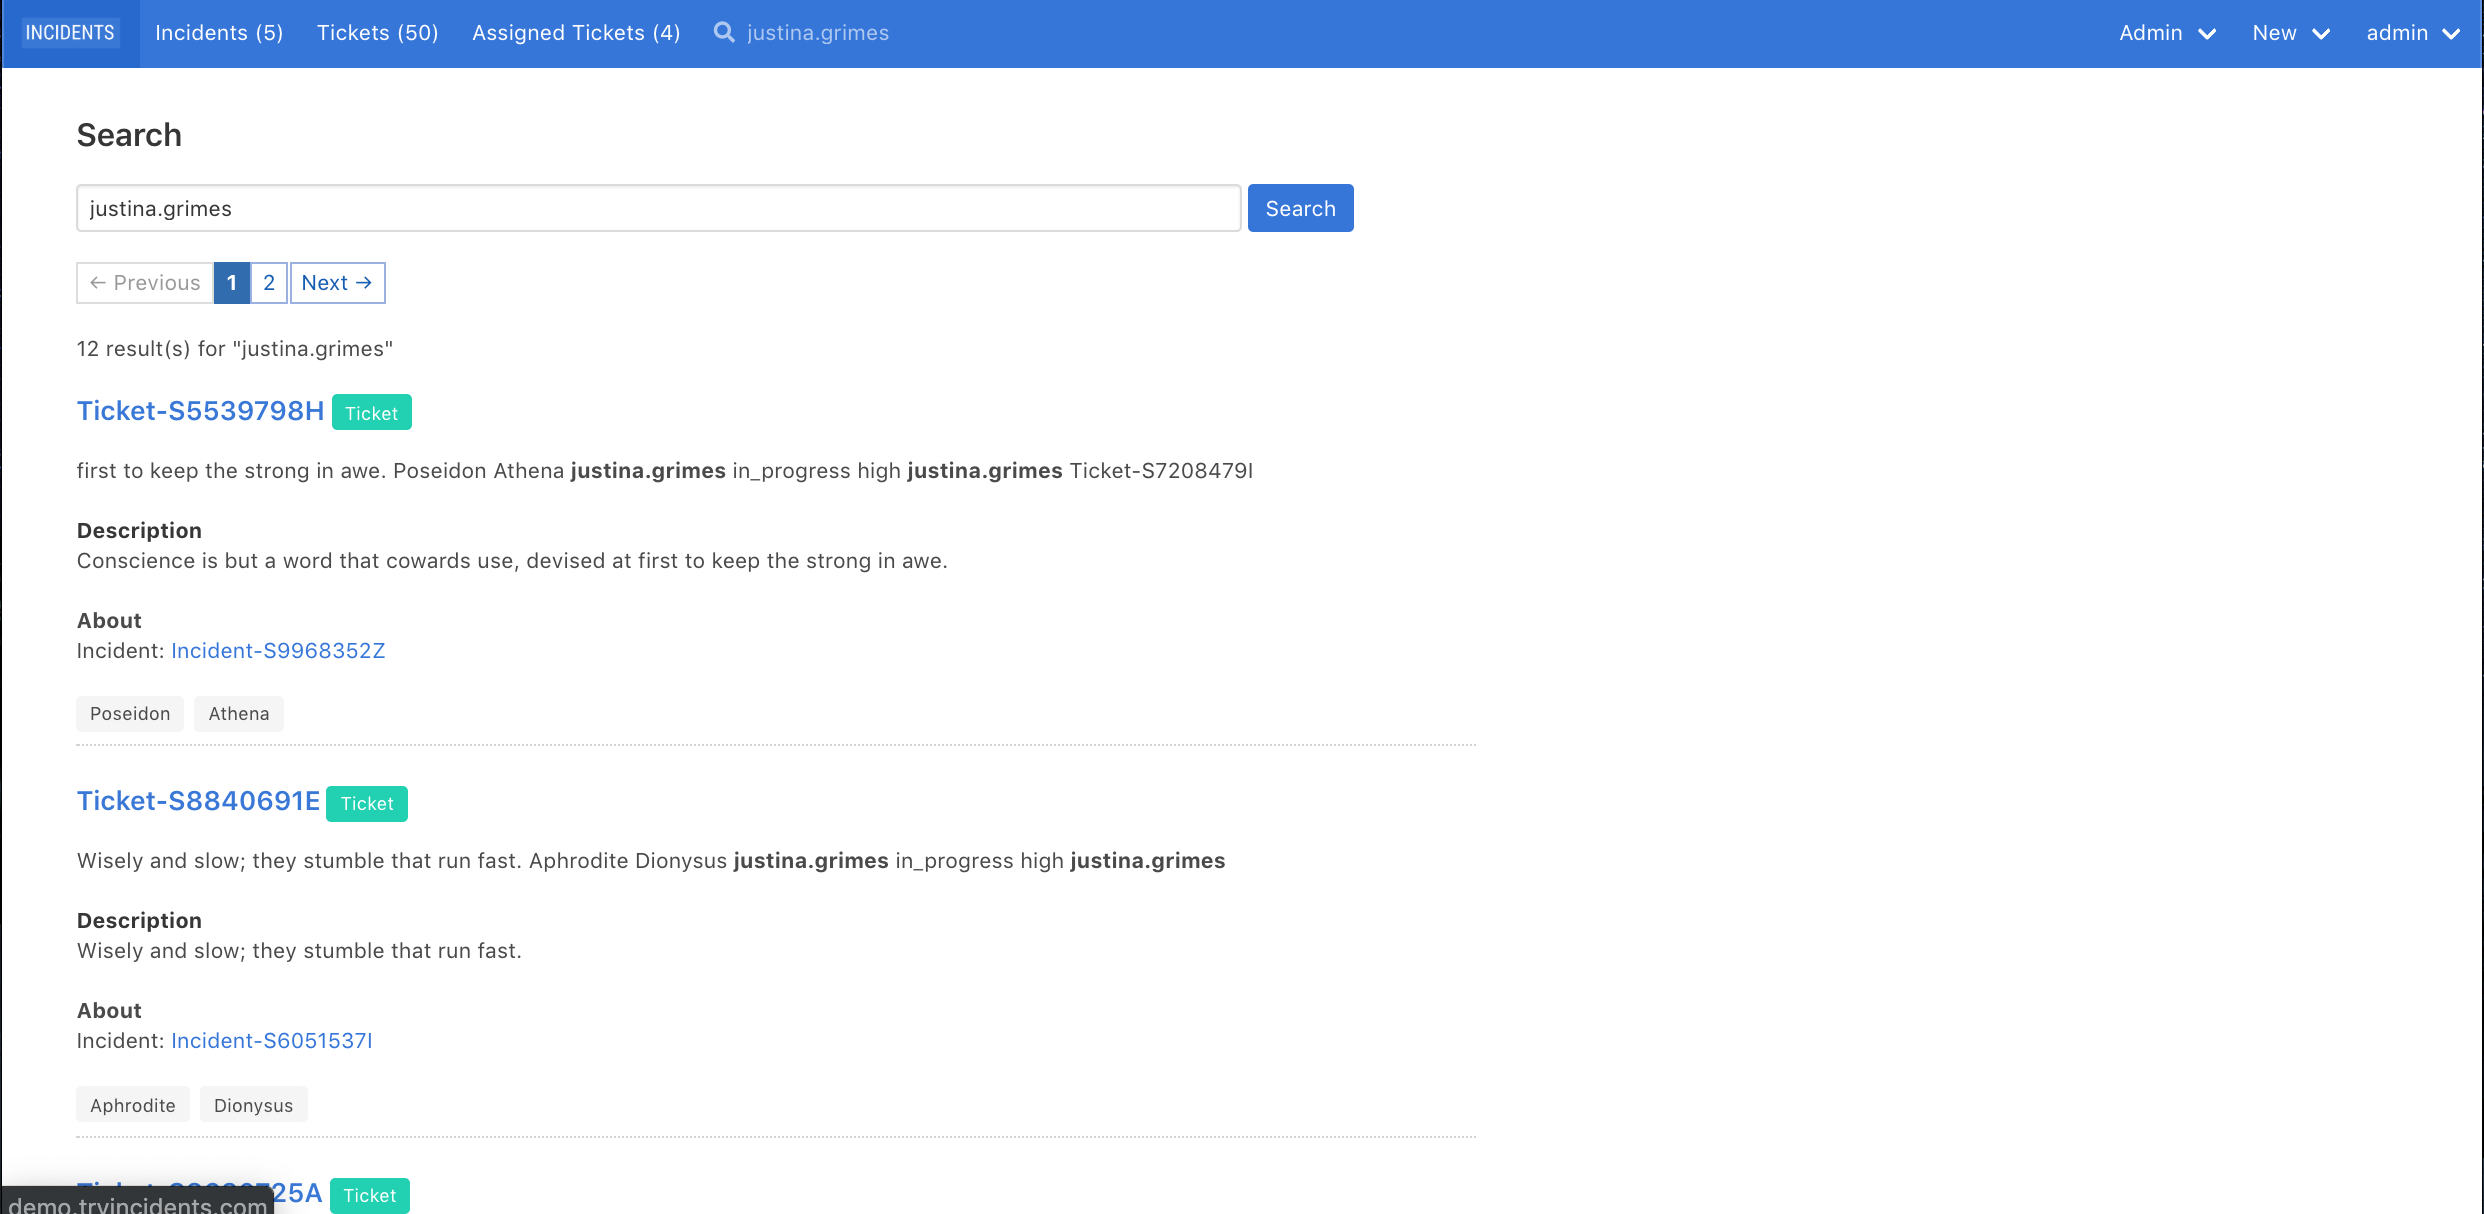 INCIDENTS Incidents (5) Tickets (50) Assigned Tickets (4) justina.grimes Admin New admin
Search
justina.grimes Search
← Previous 1 2 Next →
12 result(s) for "justina.grimes"
Ticket-S5539798H Ticket
first to keep the strong in awe. Poseidon Athena justina.grimes in_progress high justina.grimes Ticket-S7208479I
Description
Conscience is but a word that cowards use, devised at first to keep the strong in awe.
About
Incident: Incident-S9968352Z
Poseidon Athena
Ticket-S8840691E Ticket
Wisely and slow; they stumble that run fast. Aphrodite Dionysus justina.grimes in_progress high justina.grimes
Description
Wisely and slow; they stumble that run fast.
About
Incident: Incident-S6051537I
Aphrodite Dionysus
Ticket
demo.tryincidents.com